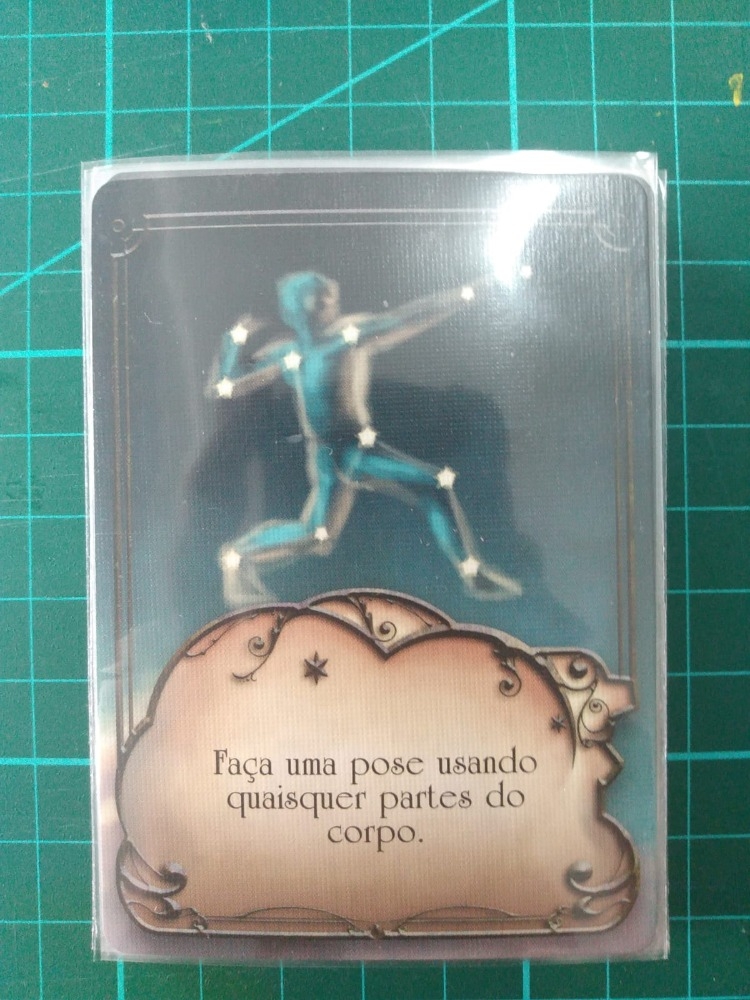 Faça uma pose usando
quaisquer partes do
corpo.